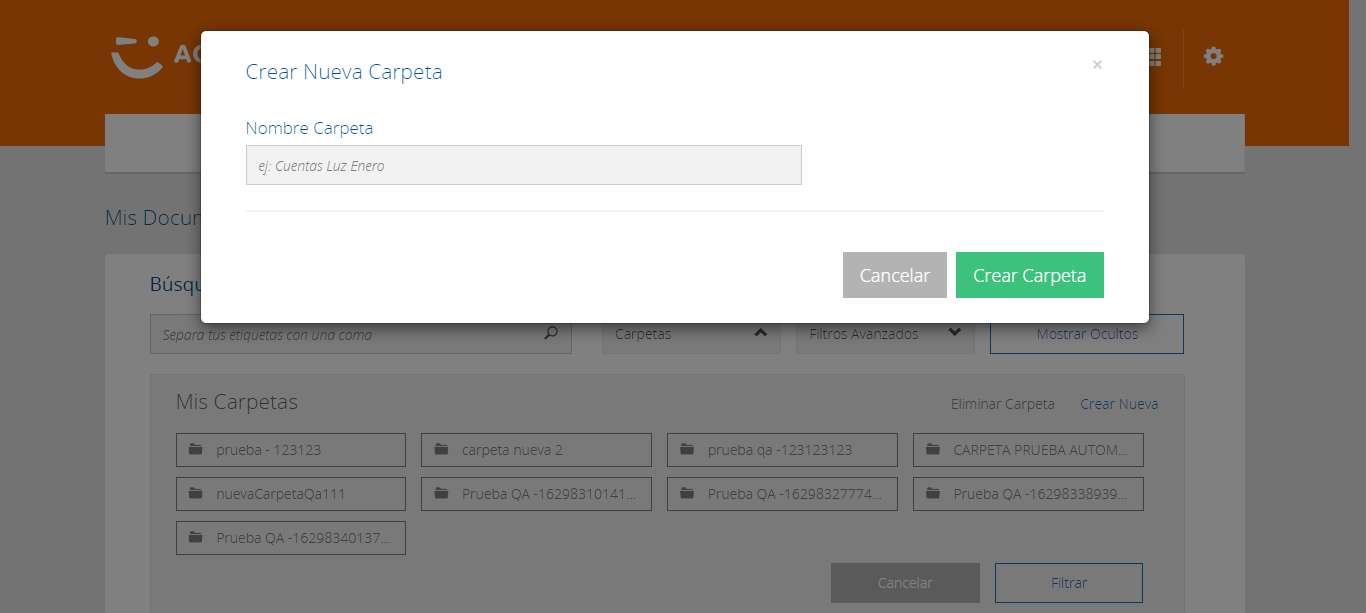 Crear Nueva Carpeta
×
Nombre Carpeta
ej: Cuentas Luz Enero
Cancelar
Crear Carpeta
Mis
Separa tus etiquetas con una coma
Carpetas
Filtros Avanzados
Mostrar Ocultos
Mis Carpetas
Eliminar Carpeta
Crear Nueva
prueba - 123123
carpeta nueva 2
prueba qa -123123123
CARPETA PRUEBA AUTOM...
nuevaCarpetaQa111
Prueba QA -16298310141...
Prueba QA -16298327774...
Prueba QA -16298338939...
Prueba QA -16298340137...
Cancelar
Filtrar